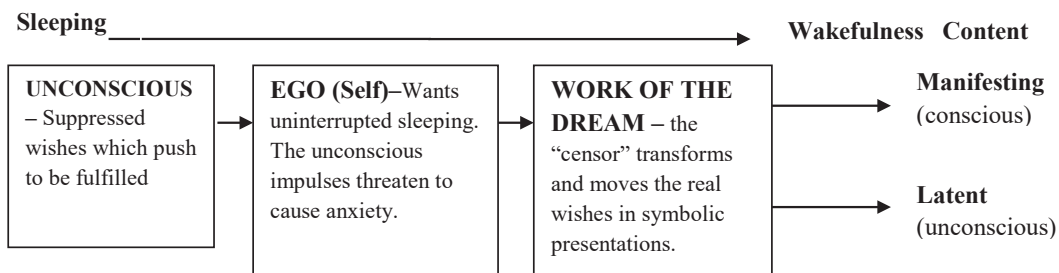 Sleeping
Wakefulness Content
UNCONSCIOUS
– Suppressed
wishes which push
to be fulfilled
EGO (Self)–Wants
uninterrupted sleeping.
The unconscious
impulses threaten to
cause anxiety.
WORK OF THE
DREAM – the
“censor” transforms
and moves the real
wishes in symbolic
presentations.
Manifesting
(conscious)
Latent
(unconscious)